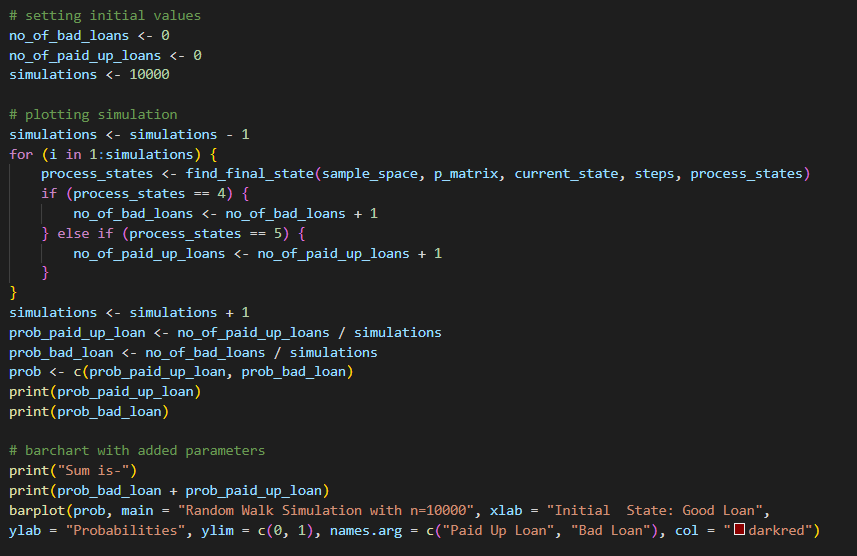 # setting initial values
no_of_bad_loans <- 0
no_of_paid_up_loans <- 0
simulations <- 10000

# plotting simulation
simulations <- simulations - 1
for (i in 1:simulations) {
    process_states <- find_final_state(sample_space, p_matrix, current_state, steps, process_states)
    if (process_states == 4) {
        no_of_bad_loans <- no_of_bad_loans + 1
    } else if (process_states == 5) {
        no_of_paid_up_loans <- no_of_paid_up_loans + 1
    }
}
simulations <- simulations + 1
prob_paid_up_loan <- no_of_paid_up_loans / simulations
prob_bad_loan <- no_of_bad_loans / simulations
prob <- c(prob_paid_up_loan, prob_bad_loan)
print(prob_paid_up_loan)
print(prob_bad_loan)

# barchart with added parameters
print("Sum is-")
print(prob_bad_loan + prob_paid_up_loan)
barplot(prob, main = "Random Walk Simulation with n=10000", xlab = "Initial  State: Good Loan",
ylab = "Probabilities", ylim = c(0, 1), names.arg = c("Paid Up Loan", "Bad Loan"), col = "darkred")